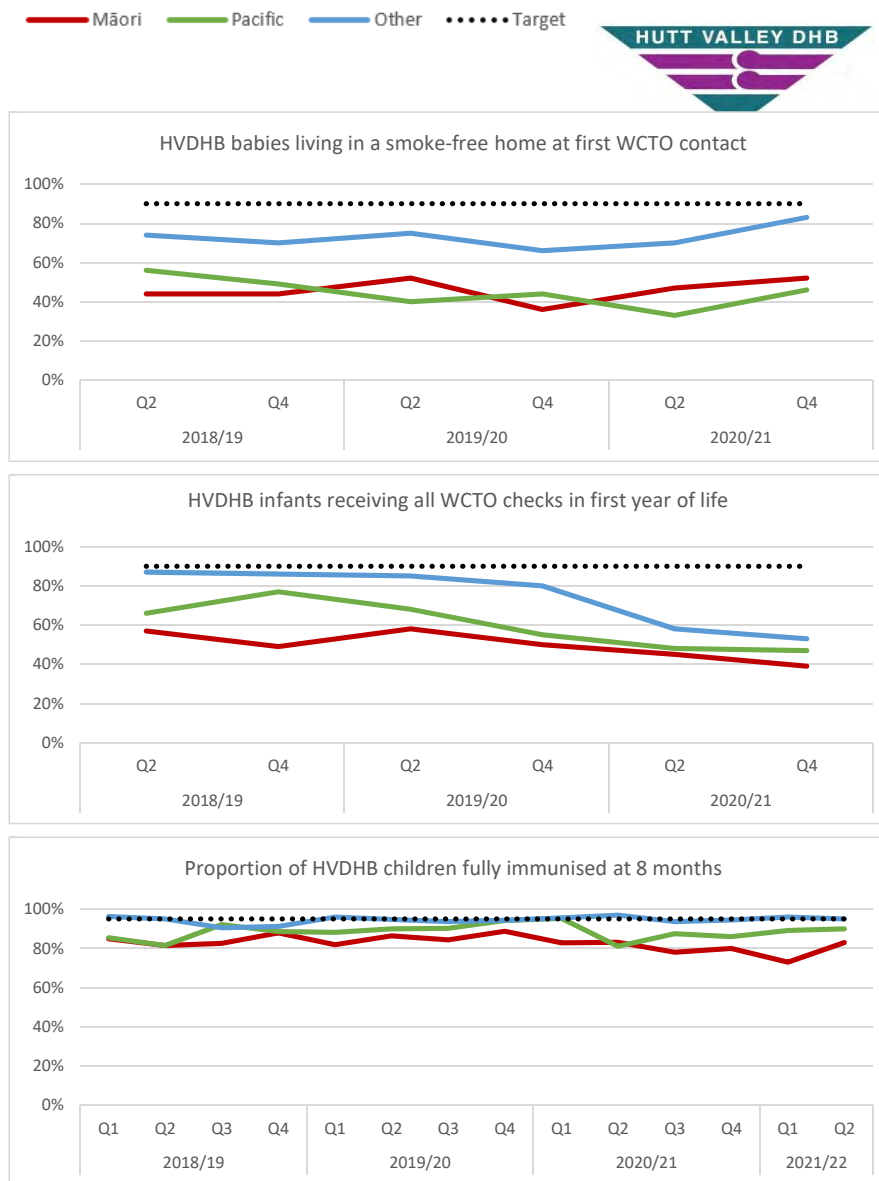 Māori Pacific Other Target
HUTT VALLEY DHB
HVDHB babies living in a smoke-free home at first WCTO contact
100%
80%
60%
40%
20%
0%
Q2 Q4 Q2 Q4 Q2 Q4
2018/19 2019/20 2020/21
HVDHB infants receiving all WCTO checks in first year of life
100%
80%
60%
40%
20%
0%
Q2 Q4 Q2 Q4 Q2 Q4
2018/19 2019/20 2020/21
Proportion of HVDHB children fully immunised at 8 months
100%
80%
60%
40%
20%
0%
Q1 Q2 Q3 Q4 Q1 Q2 Q3 Q4 Q1 Q2 Q3 Q4 Q1 Q2
2018/19 2019/20 2020/21 2021/22